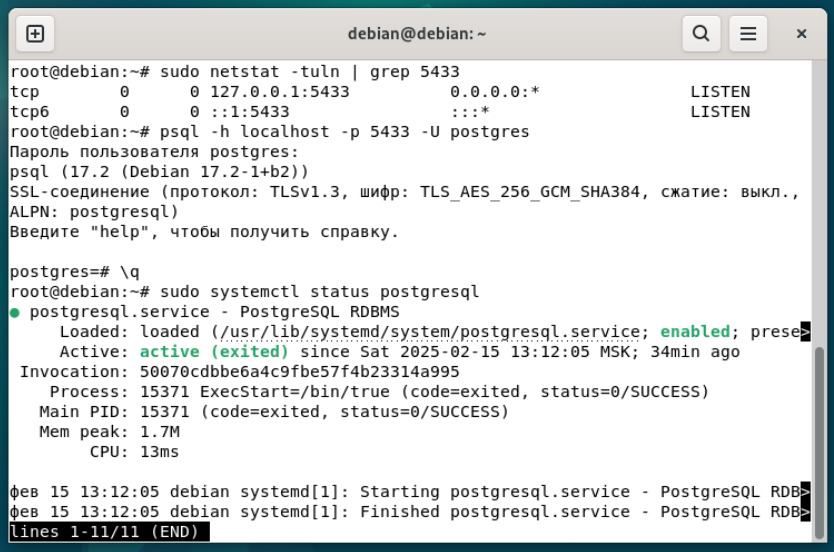 debian@debian: ~
root@debian:~# sudo netstat -tuln | grep 5433
tcp        0      0 127.0.0.1:5433          0.0.0.0:*               LISTEN
tcp6       0      0 ::1:5433                :::*                    LISTEN
root@debian:~# psql -h localhost -p 5433 -U postgres
Пароль пользователя postgres:
psql (17.2 (Debian 17.2-1+b2))
SSL-соединение (протокол: TLSv1.3, шифр: TLS_AES_256_GCM_SHA384, сжатие: выкл.,
ALPN: postgresql)
Введите "help", чтобы получить справку.
postgres=# \q
root@debian:~# sudo systemctl status postgresql
● postgresql.service - PostgreSQL RDBMS
     Loaded: loaded (/usr/lib/systemd/system/postgresql.service; enabled; prese>
     Active: active (exited) since Sat 2025-02-15 13:12:05 MSK; 34min ago
 Invocation: 50070cdbbe6a4c9fbe57f4b23314a995
    Process: 15371 ExecStart=/bin/true (code=exited, status=0/SUCCESS)
   Main PID: 15371 (code=exited, status=0/SUCCESS)
   Mem peak: 1.7M
        CPU: 13ms
фев 15 13:12:05 debian systemd[1]: Starting postgresql.service - PostgreSQL RDB>
фев 15 13:12:05 debian systemd[1]: Finished postgresql.service - PostgreSQL RDB>
lines 1-11/11 (END)